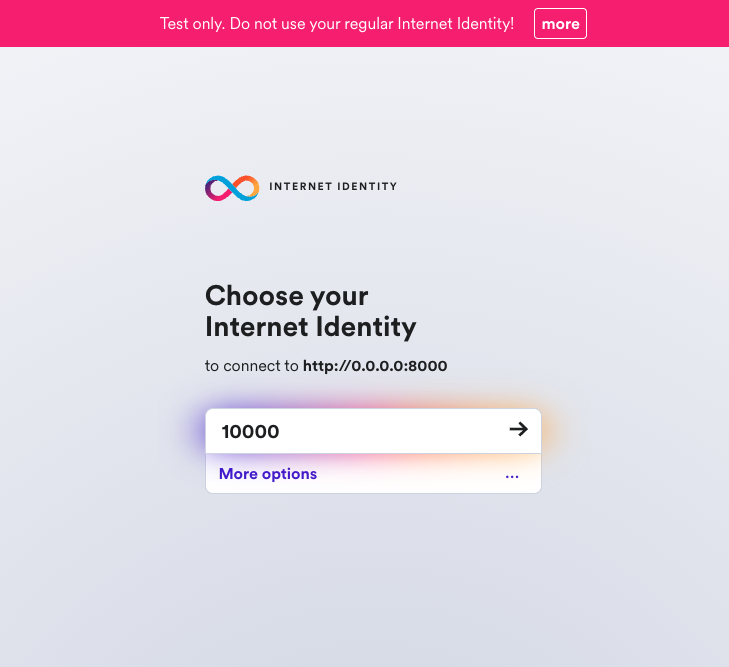 Test only. Do not use your regular Internet Identity! more
INTERNET IDENTITY
Choose your
Internet Identity
to connect to http://0.0.0.0:8000
10000 →
More options ...